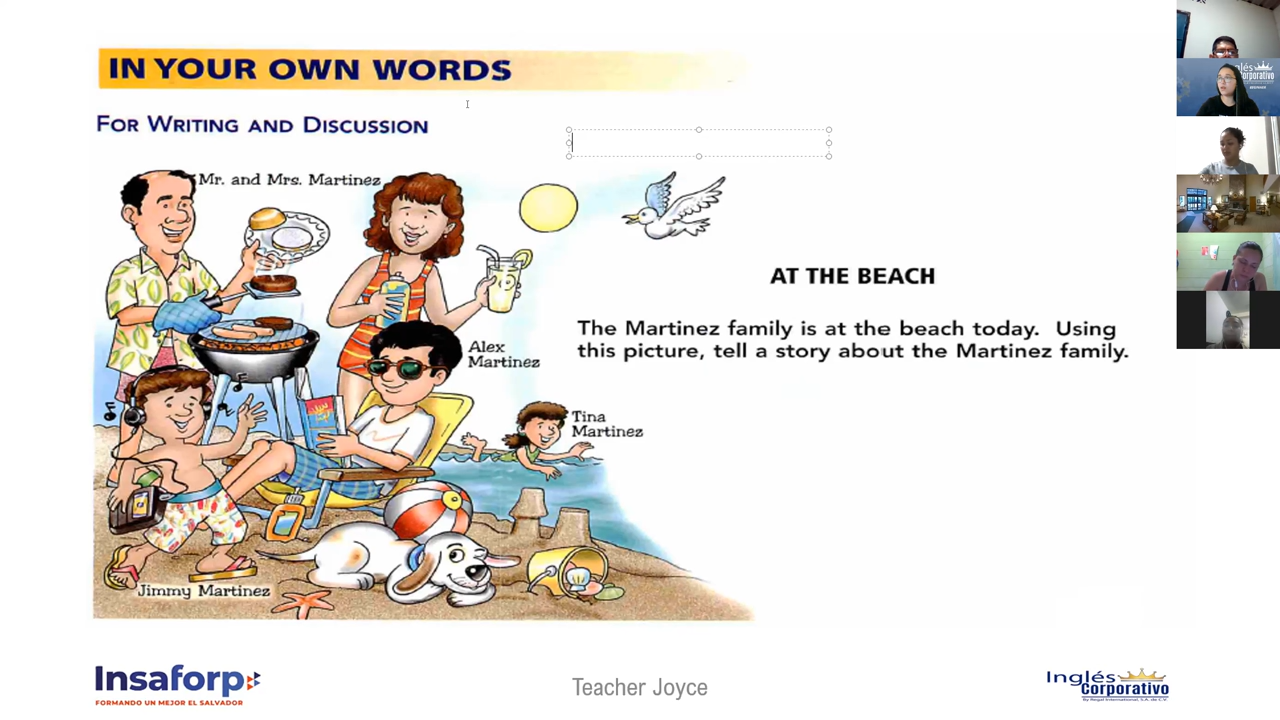 IN YOUR OWN WORDS
FOR WRITING AND DISCUSSION
Mr. and Mrs. Martinez
Alex
Martinez
Tina
Martinez
Jimmy Martinez
AT THE BEACH
The Martinez family is at the beach today. Using
this picture, tell a story about the Martinez family.
Insaforp
FORMANDO UN MEJOR EL SALVADOR
Teacher Joyce
Inglés
Corporativo
By Regal International, S.A. de C.V.
Inglés
Corporativo